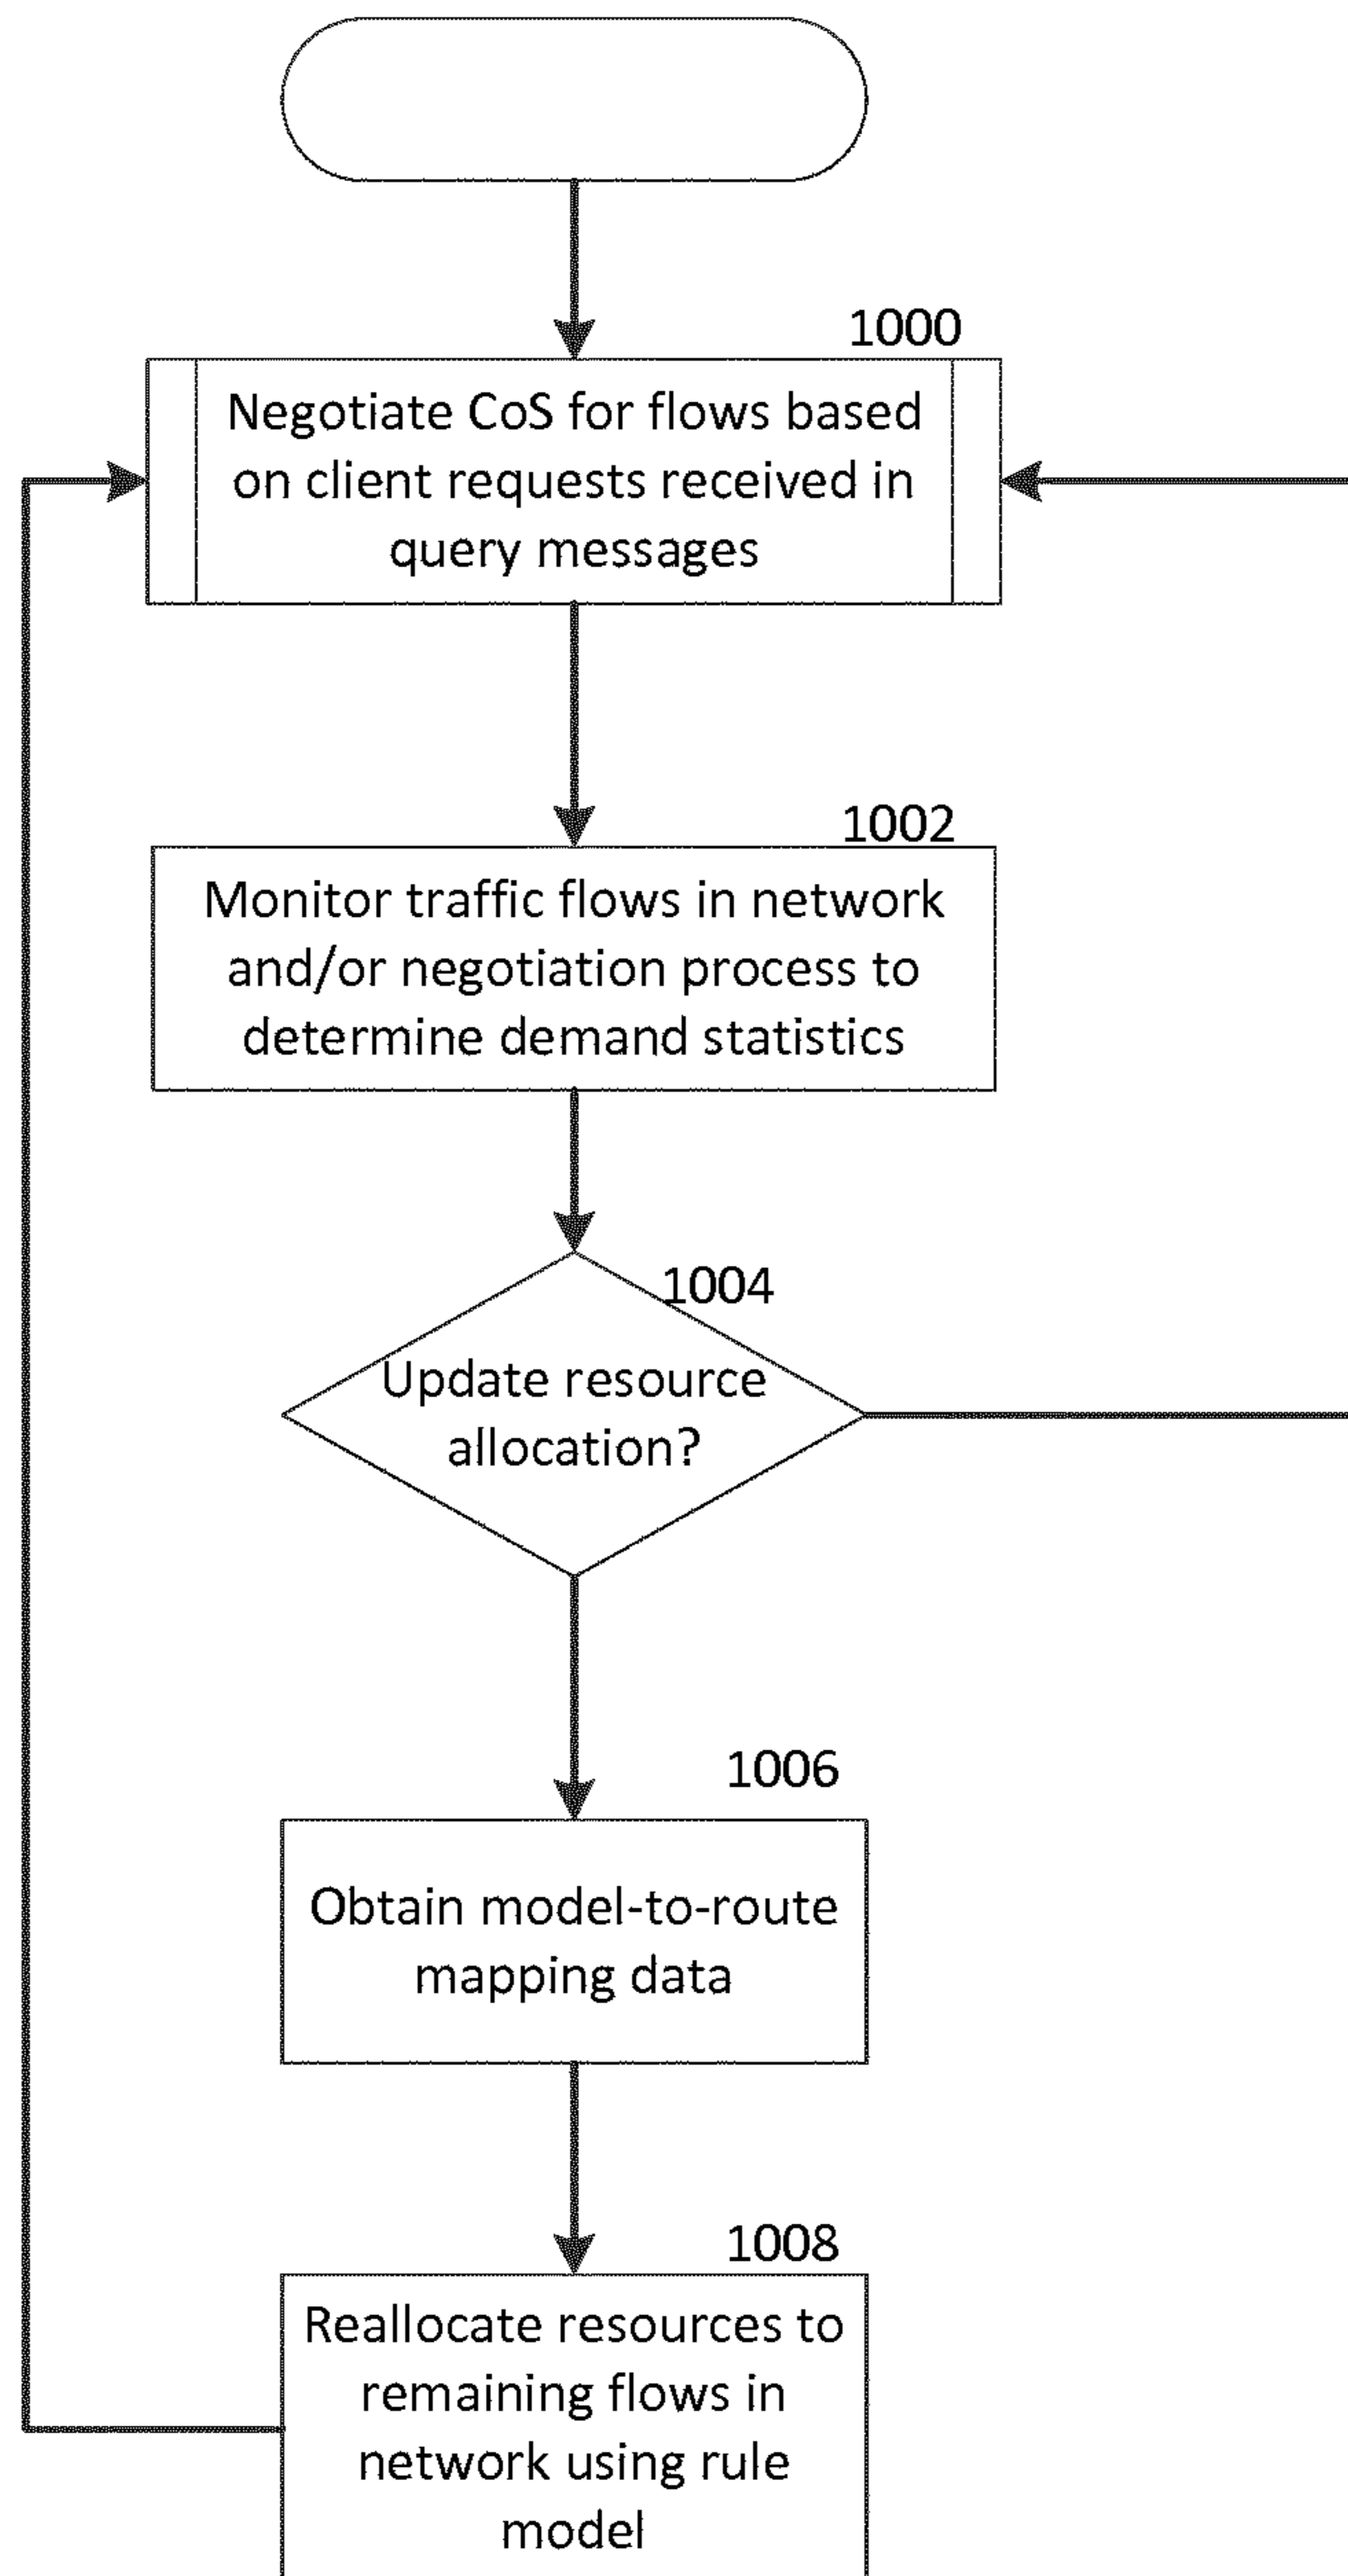 1000
Negotiate CoS for flows based
on client requests received in
query messages
1002
Monitor traffic flows in network
and/or negotiation process to
determine demand statistics
1004
Update resource
allocation?
1006
Obtain model-to-route
mapping data
1008
Reallocate resources to
remaining flows in
network using rule
model